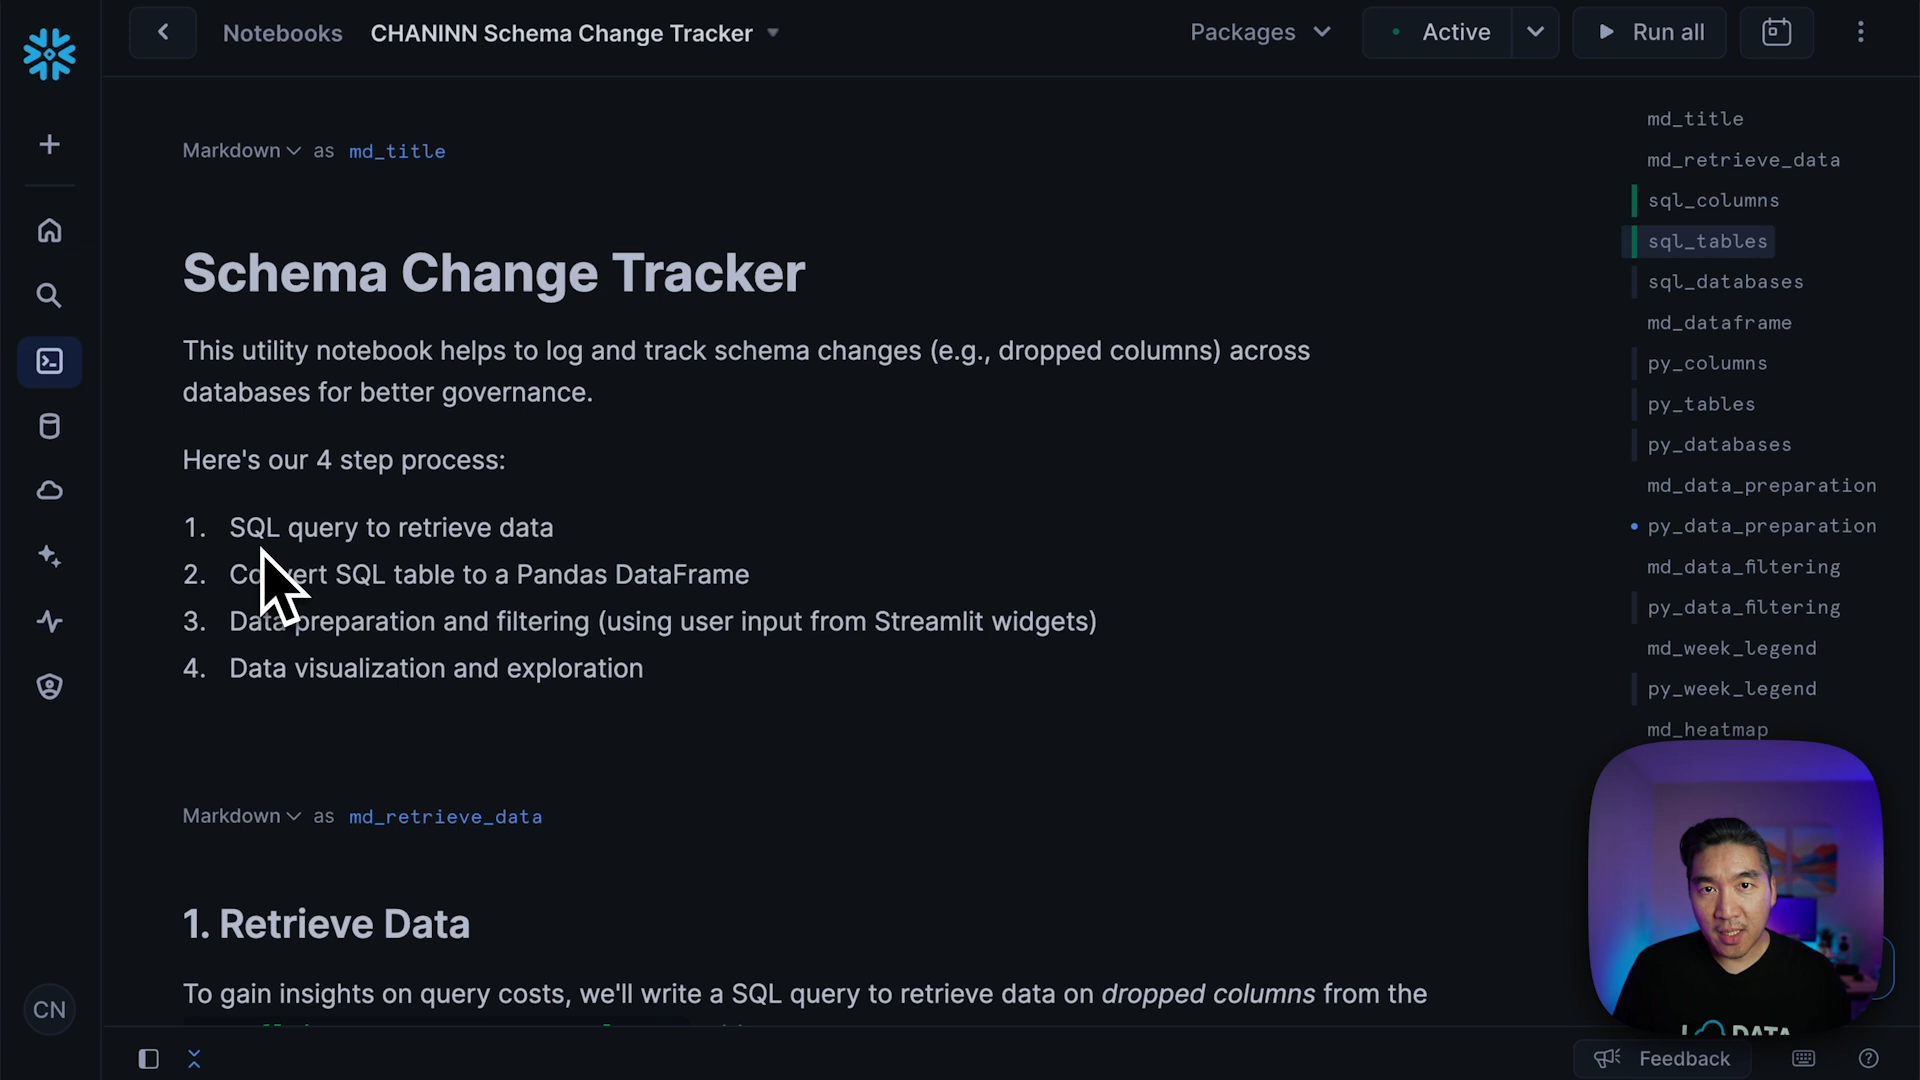 Notebooks
CHANINN Schema Change Tracker
Packages
Active
Run all
Markdown as md_title
Schema Change Tracker
This utility notebook helps to log and track schema changes (e.g., dropped columns) across
databases for better governance.
Here's our 4 step process:
1. SQL query to retrieve data
2. Convert SQL table to a Pandas DataFrame
3. Data preparation and filtering (using user input from Streamlit widgets)
4. Data visualization and exploration
Markdown as md_retrieve_data
1. Retrieve Data
To gain insights on query costs, we'll write a SQL query to retrieve data on dropped columns from the
md_title
md_retrieve_data
sql_columns
sql_tables
sql_databases
md_dataframe
py_columns
py_tables
py_databases
md_data_preparation
py_data_preparation
md_data_filtering
py_data_filtering
md_week_legend
py_week_legend
md_heatmap
DATA
CN
Feedback